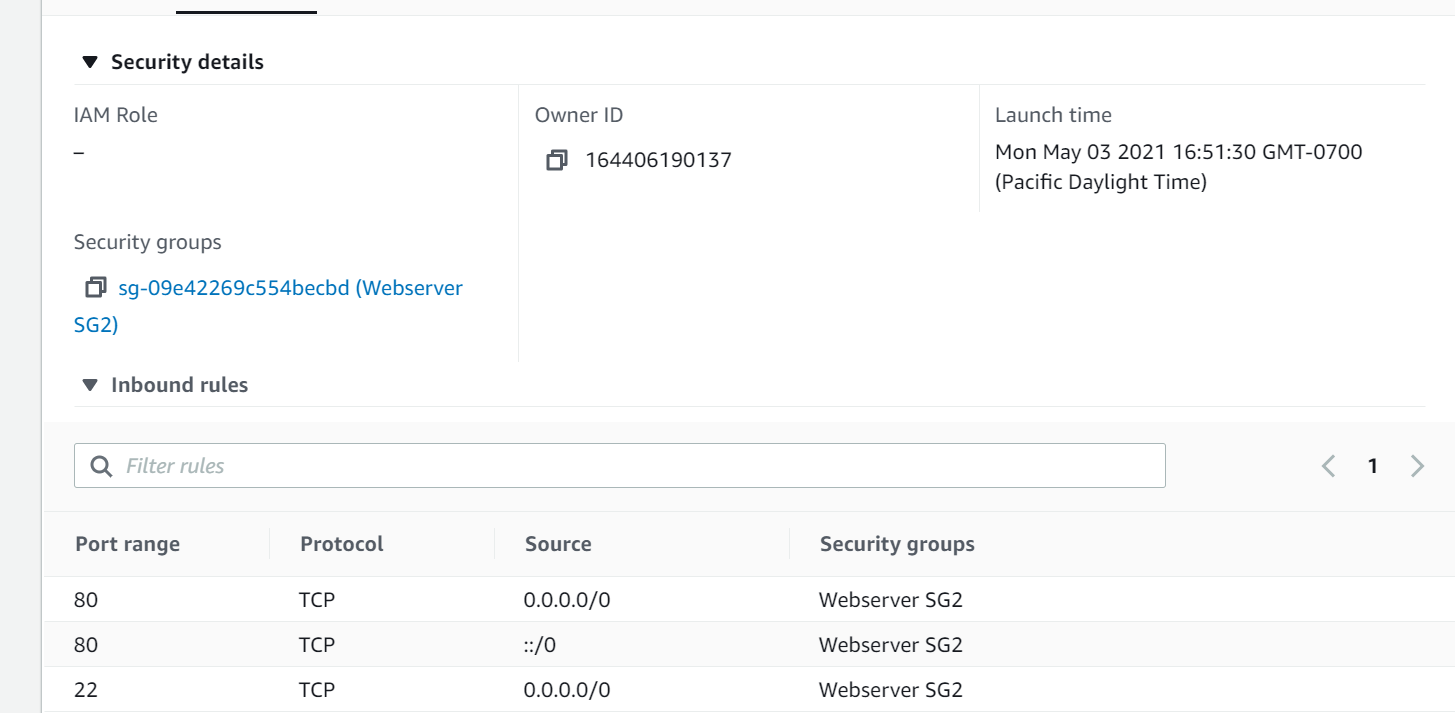 Security details
IAM Role
–
Owner ID
164406190137
Launch time
Mon May 03 2021 16:51:30 GMT-0700
(Pacific Daylight Time)
Security groups
sg-09e42269c554becbd (Webserver
SG2)
Inbound rules
Filter rules
1
Port range Protocol Source Security groups
80 TCP 0.0.0.0/0 Webserver SG2
80 TCP ::/0 Webserver SG2
22 TCP 0.0.0.0/0 Webserver SG2